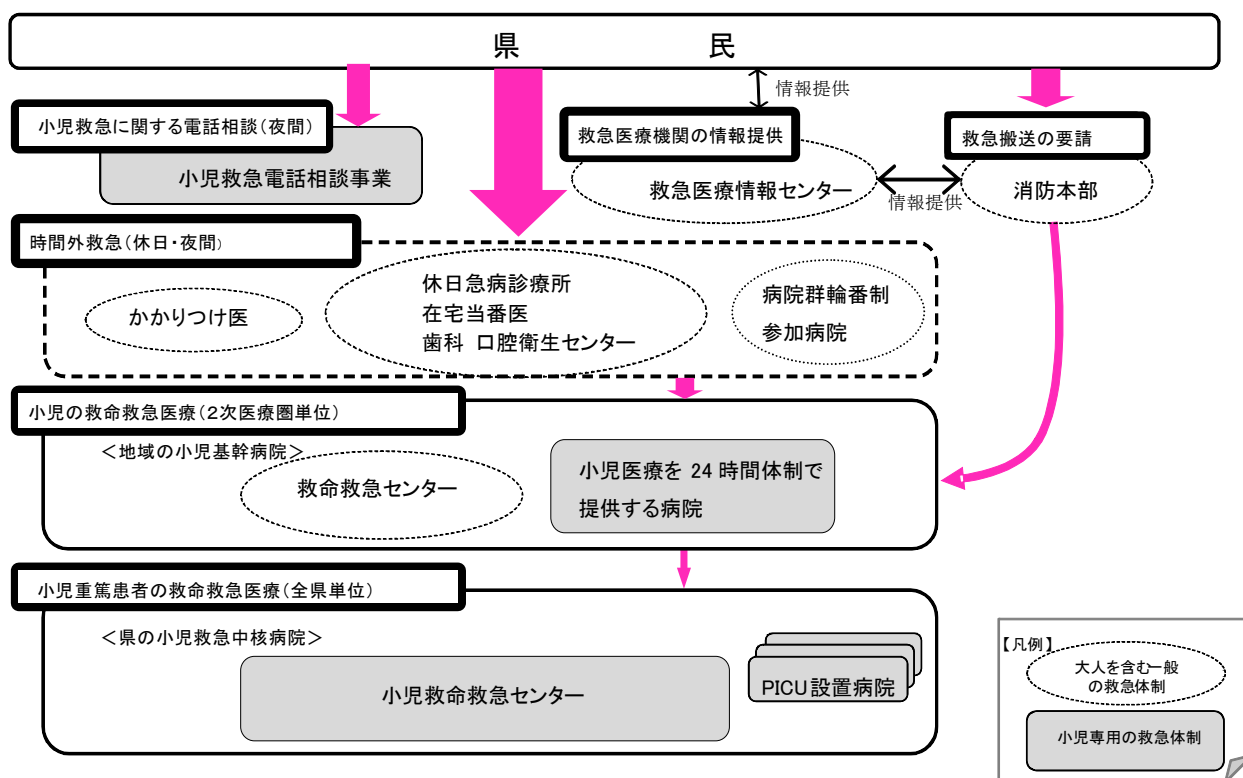 県 民
情報提供
小児救急に関する電話相談(夜間)
小児救急電話相談事業
救急医療機関の情報提供
救急医療情報センター
情報提供
救急搬送の要請
消防本部
時間外救急(休日・夜間)
かかりつけ医
休日急病診療所
在宅当番医
歯科 口腔衛生センター
病院群輪番制
参加病院
小児の救命救急医療(2次医療圏単位)
<地域の小児基幹病院>
救命救急センター
小児医療を 24 時間体制で
提供する病院
小児重篤患者の救命救急医療(全県単位)
<県の小児救急中核病院>
小児救命救急センター
PICU設置病院
【凡例】
大人を含む一般
の救急体制
小児専用の救急体制